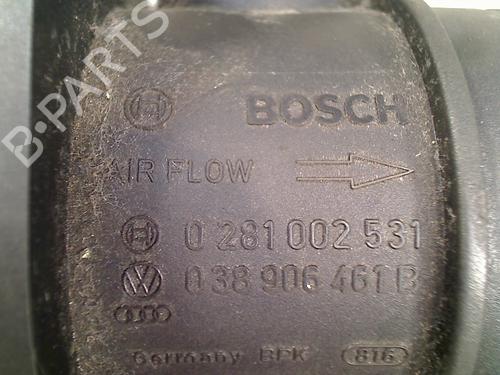 B-PARTS
BOSCH
AIR FLOW
0 281 002 531
038 906 461 B
Germany BPK 816